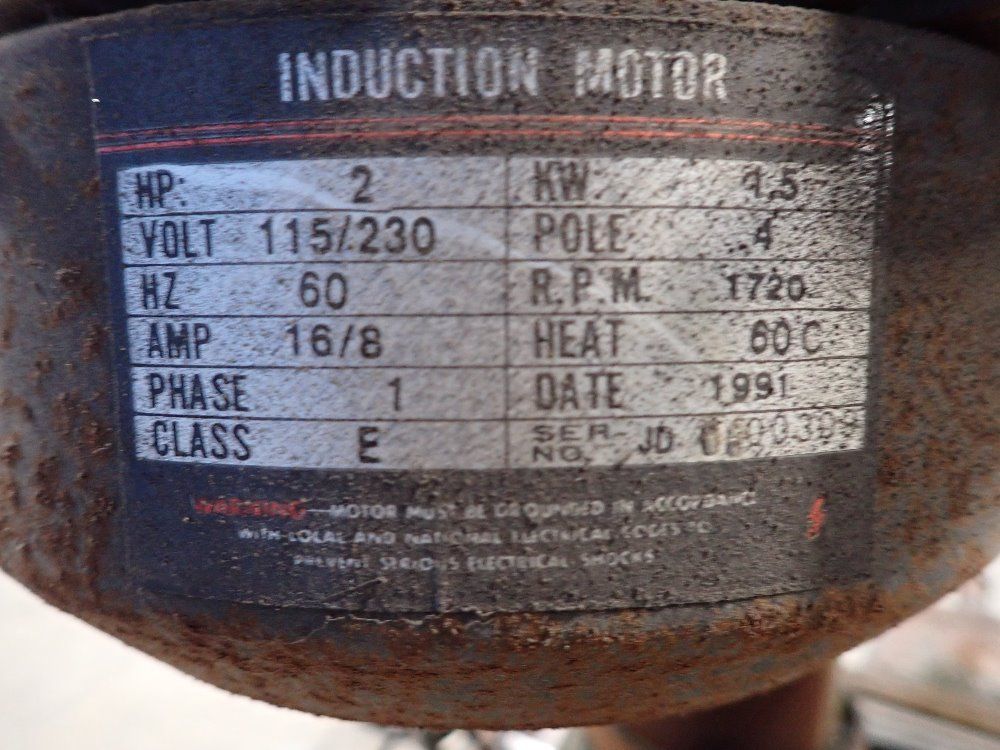 INDUCTION MOTOR
HP: 2 KW. 1.5
VOLT 115/230 POLE 4
HZ 60 R.P.M. 1720
AMP 16/8 HEAT 60C
PHASE 1 DATE 1991
CLASS E SER. NO. JD
WARNING—MOTOR MUST BE GROUNDED IN ACCORDANCE
WITH LOCAL AND NATIONAL ELECTRICAL CODES TO
PREVENT SERIOUS ELECTRICAL SHOCKS